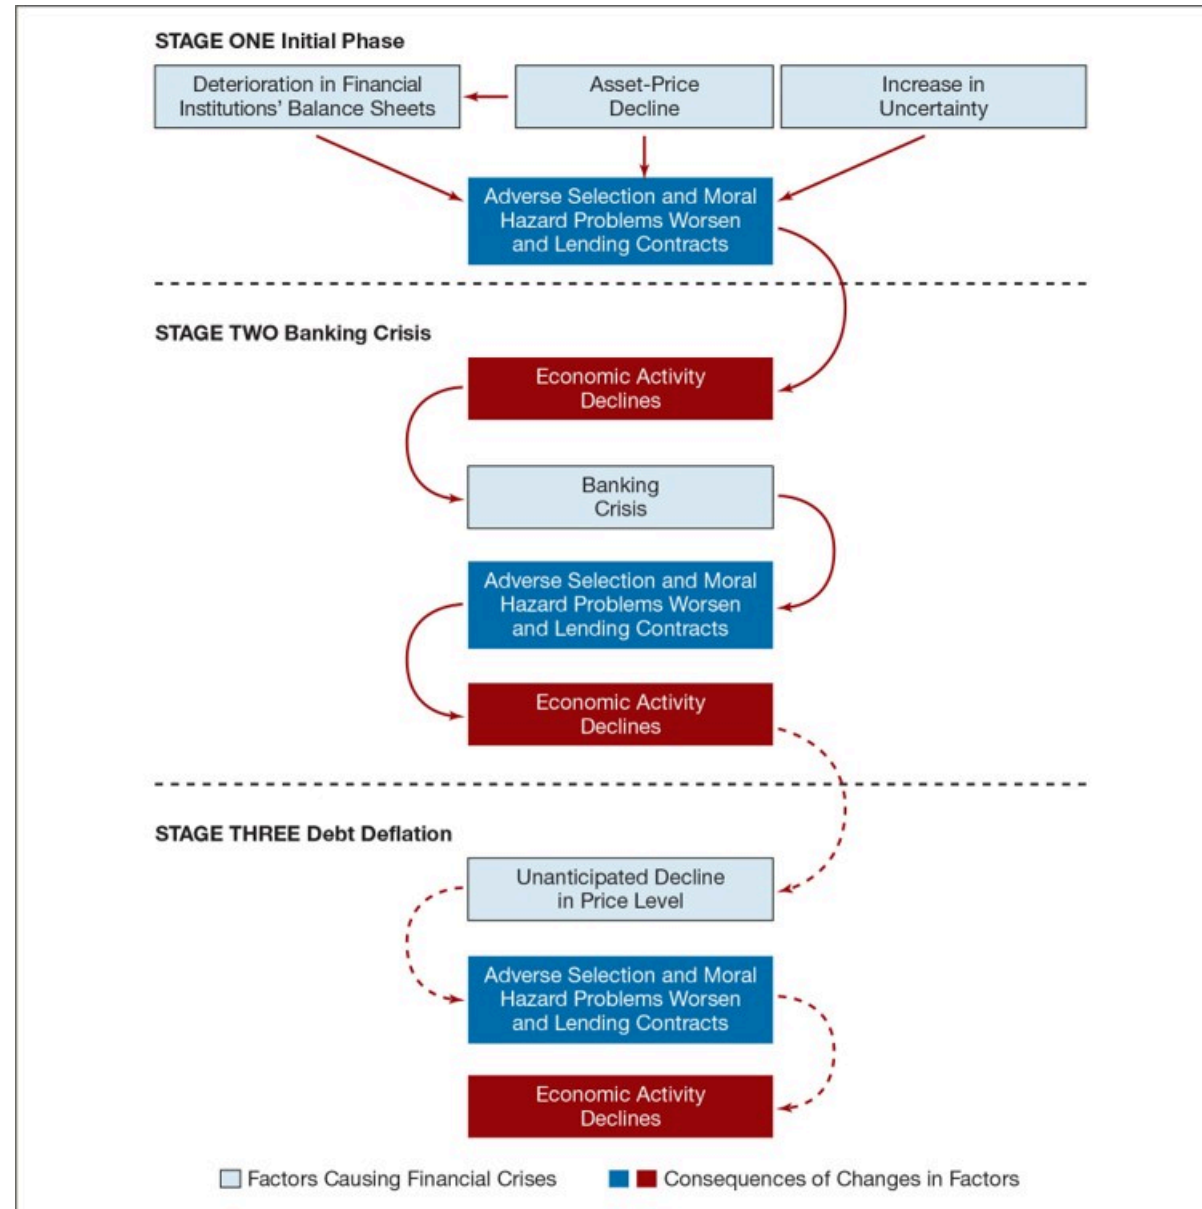 STAGE ONE Initial Phase
Deterioration in Financial
Institutions’ Balance Sheets
Asset-Price
Decline
Increase in
Uncertainty
Adverse Selection and Moral
Hazard Problems Worsen
and Lending Contracts
STAGE TWO Banking Crisis
Economic Activity
Declines
Banking
Crisis
Adverse Selection and Moral
Hazard Problems Worsen
and Lending Contracts
Economic Activity
Declines
STAGE THREE Debt Deflation
Unanticipated Decline
in Price Level
Adverse Selection and Moral
Hazard Problems Worsen
and Lending Contracts
Economic Activity
Declines
Factors Causing Financial Crises
Consequences of Changes in Factors